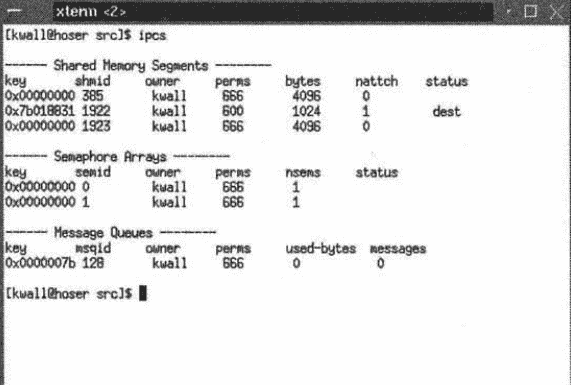 xterm <2>
[kwall@hoser src]$ ipcs
------ Shared Memory Segments --------
key shmid owner perms bytes nattch status
0x00000000 385 kwall 666 4096 0
0x7b018831 1922 kwall 600 1024 1 dest
0x00000000 1923 kwall 666 4096 0
------ Semaphore Arrays --------
key semid owner perms nsems status
0x00000000 0 kwall 666 1
0x00000000 1 kwall 666 1
------ Message Queues --------
key msqid owner perms used-bytes messages
0x0000007b 128 kwall 666 0 0
[kwall@hoser src]$